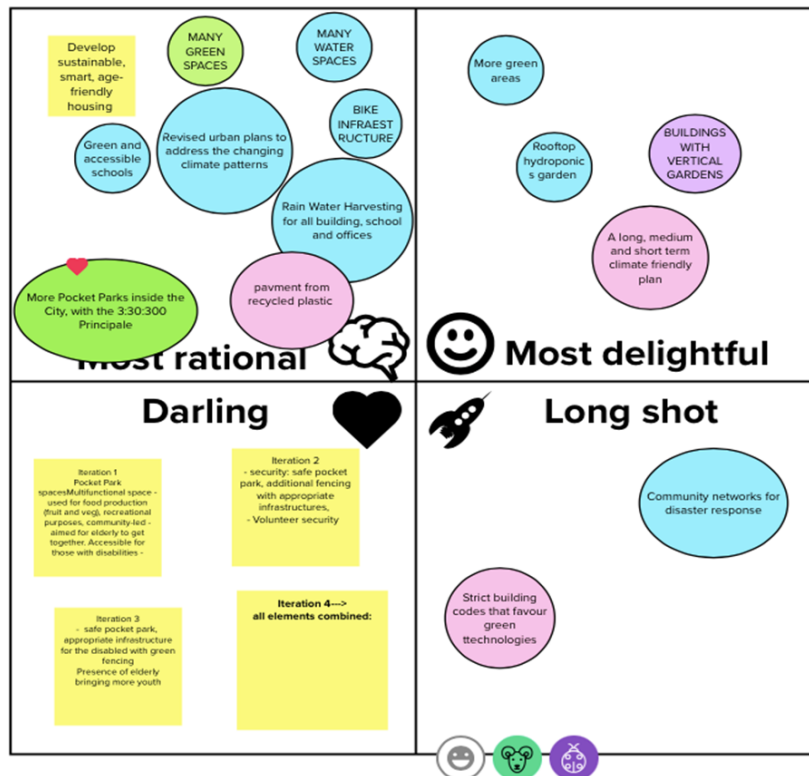 Develop
sustainable,
smart, age-
friendly
housing
MANY
GREEN
SPACES
MANY
WATER
SPACES
Green and
accessible
schools
Revised urban plans to
address the changing
climate patterns
BIKE
INFRAEST
RUCTURE
Rain Water Harvesting
for all building, school
and offices
More Pocket Parks inside the
City, with the 3:30:300
Principale
pavment from
recycled plastic
Most rational
More green
areas
Rooftop
hydroponic
s garden
BUILDINGS
WITH
VERTICAL
GARDENS
A long, medium
and short term
climate friendly
plan
Most delightful
Darling
Iteration 1
Pocket Park
spacesMultifunctional space -
used for food production
(fruit and veg), recreational
purposes, community-led -
aimed for elderly to get
together. Accessible for
those with disabilities -
Iteration 2
- security: safe pocket
park, additional fencing
with appropriate
infrastructures,
- Volunteer security
Iteration 3
- safe pocket park,
appropriate infrastructure
for the disabled with green
fencing
Presence of elderly
bringing more youth
Iteration 4--->
all elements combined:
Long shot
Community networks for
disaster response
Strict building
codes that favour
green
ttechnologies